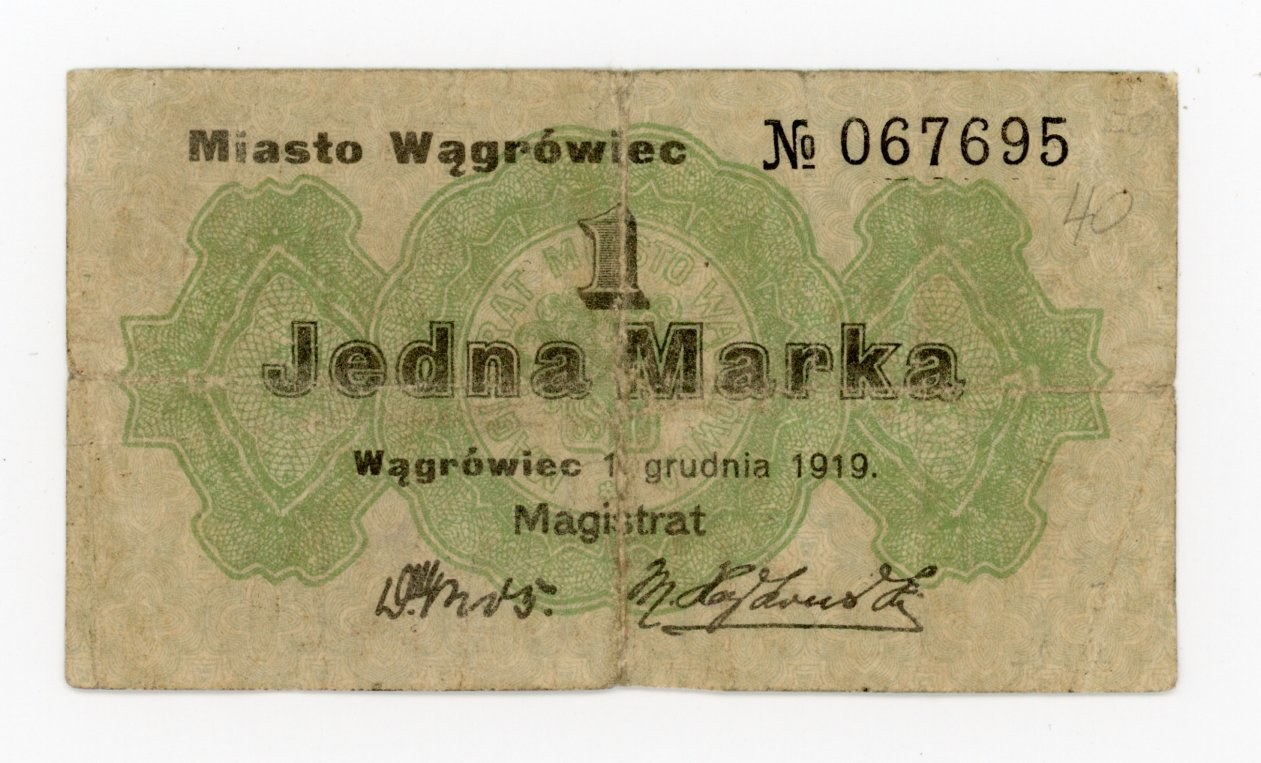 Miasto Wągrówiec № 067695
40
1
Jedna Marka
Wągrówiec 1 grudnia 1919.
Magistrat